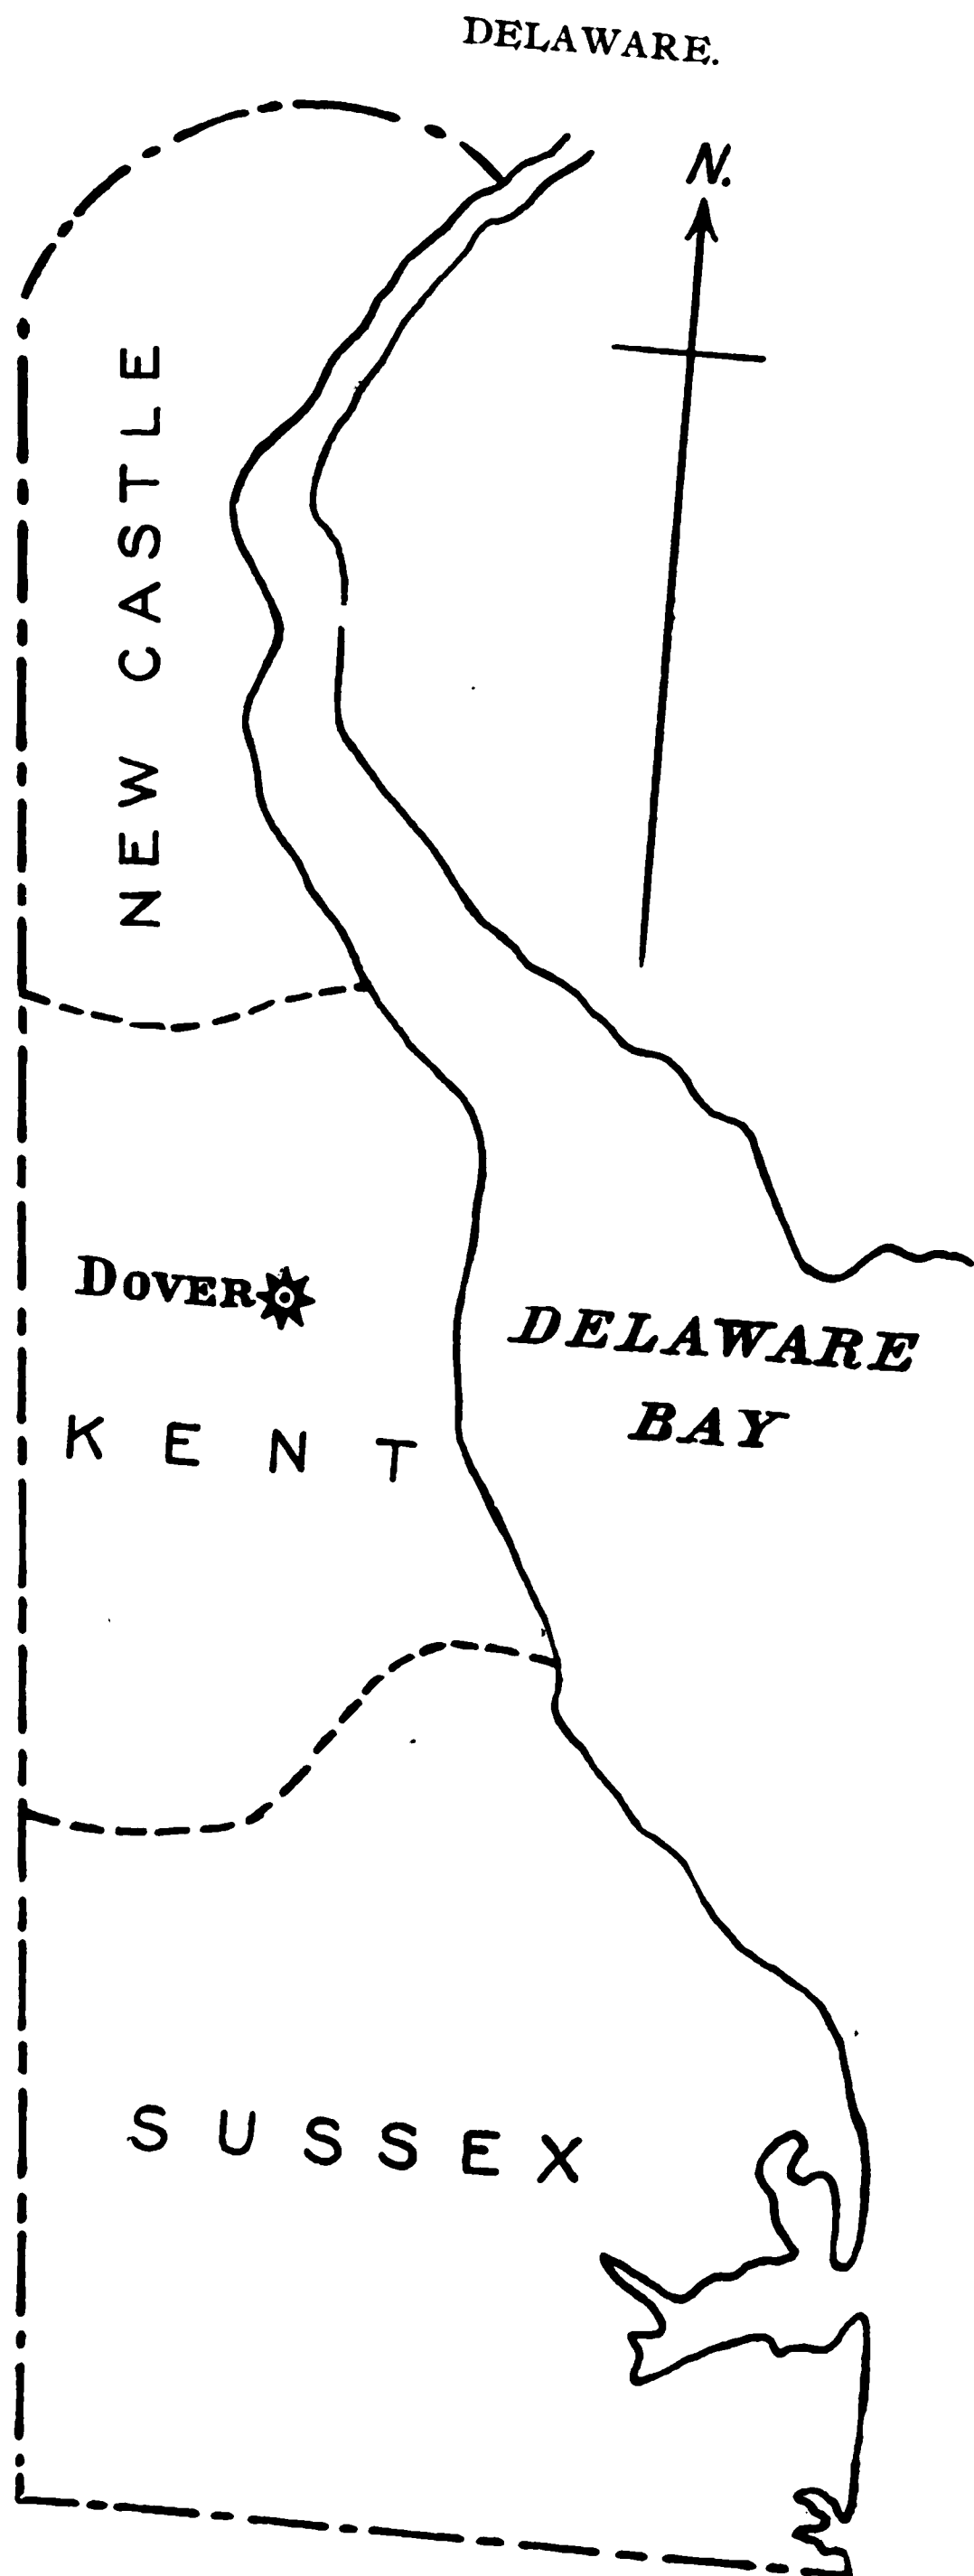 DELAWARE.
N.
NEW CASTLE
DOVER
DELAWARE
BAY
KENT
SUSSEX